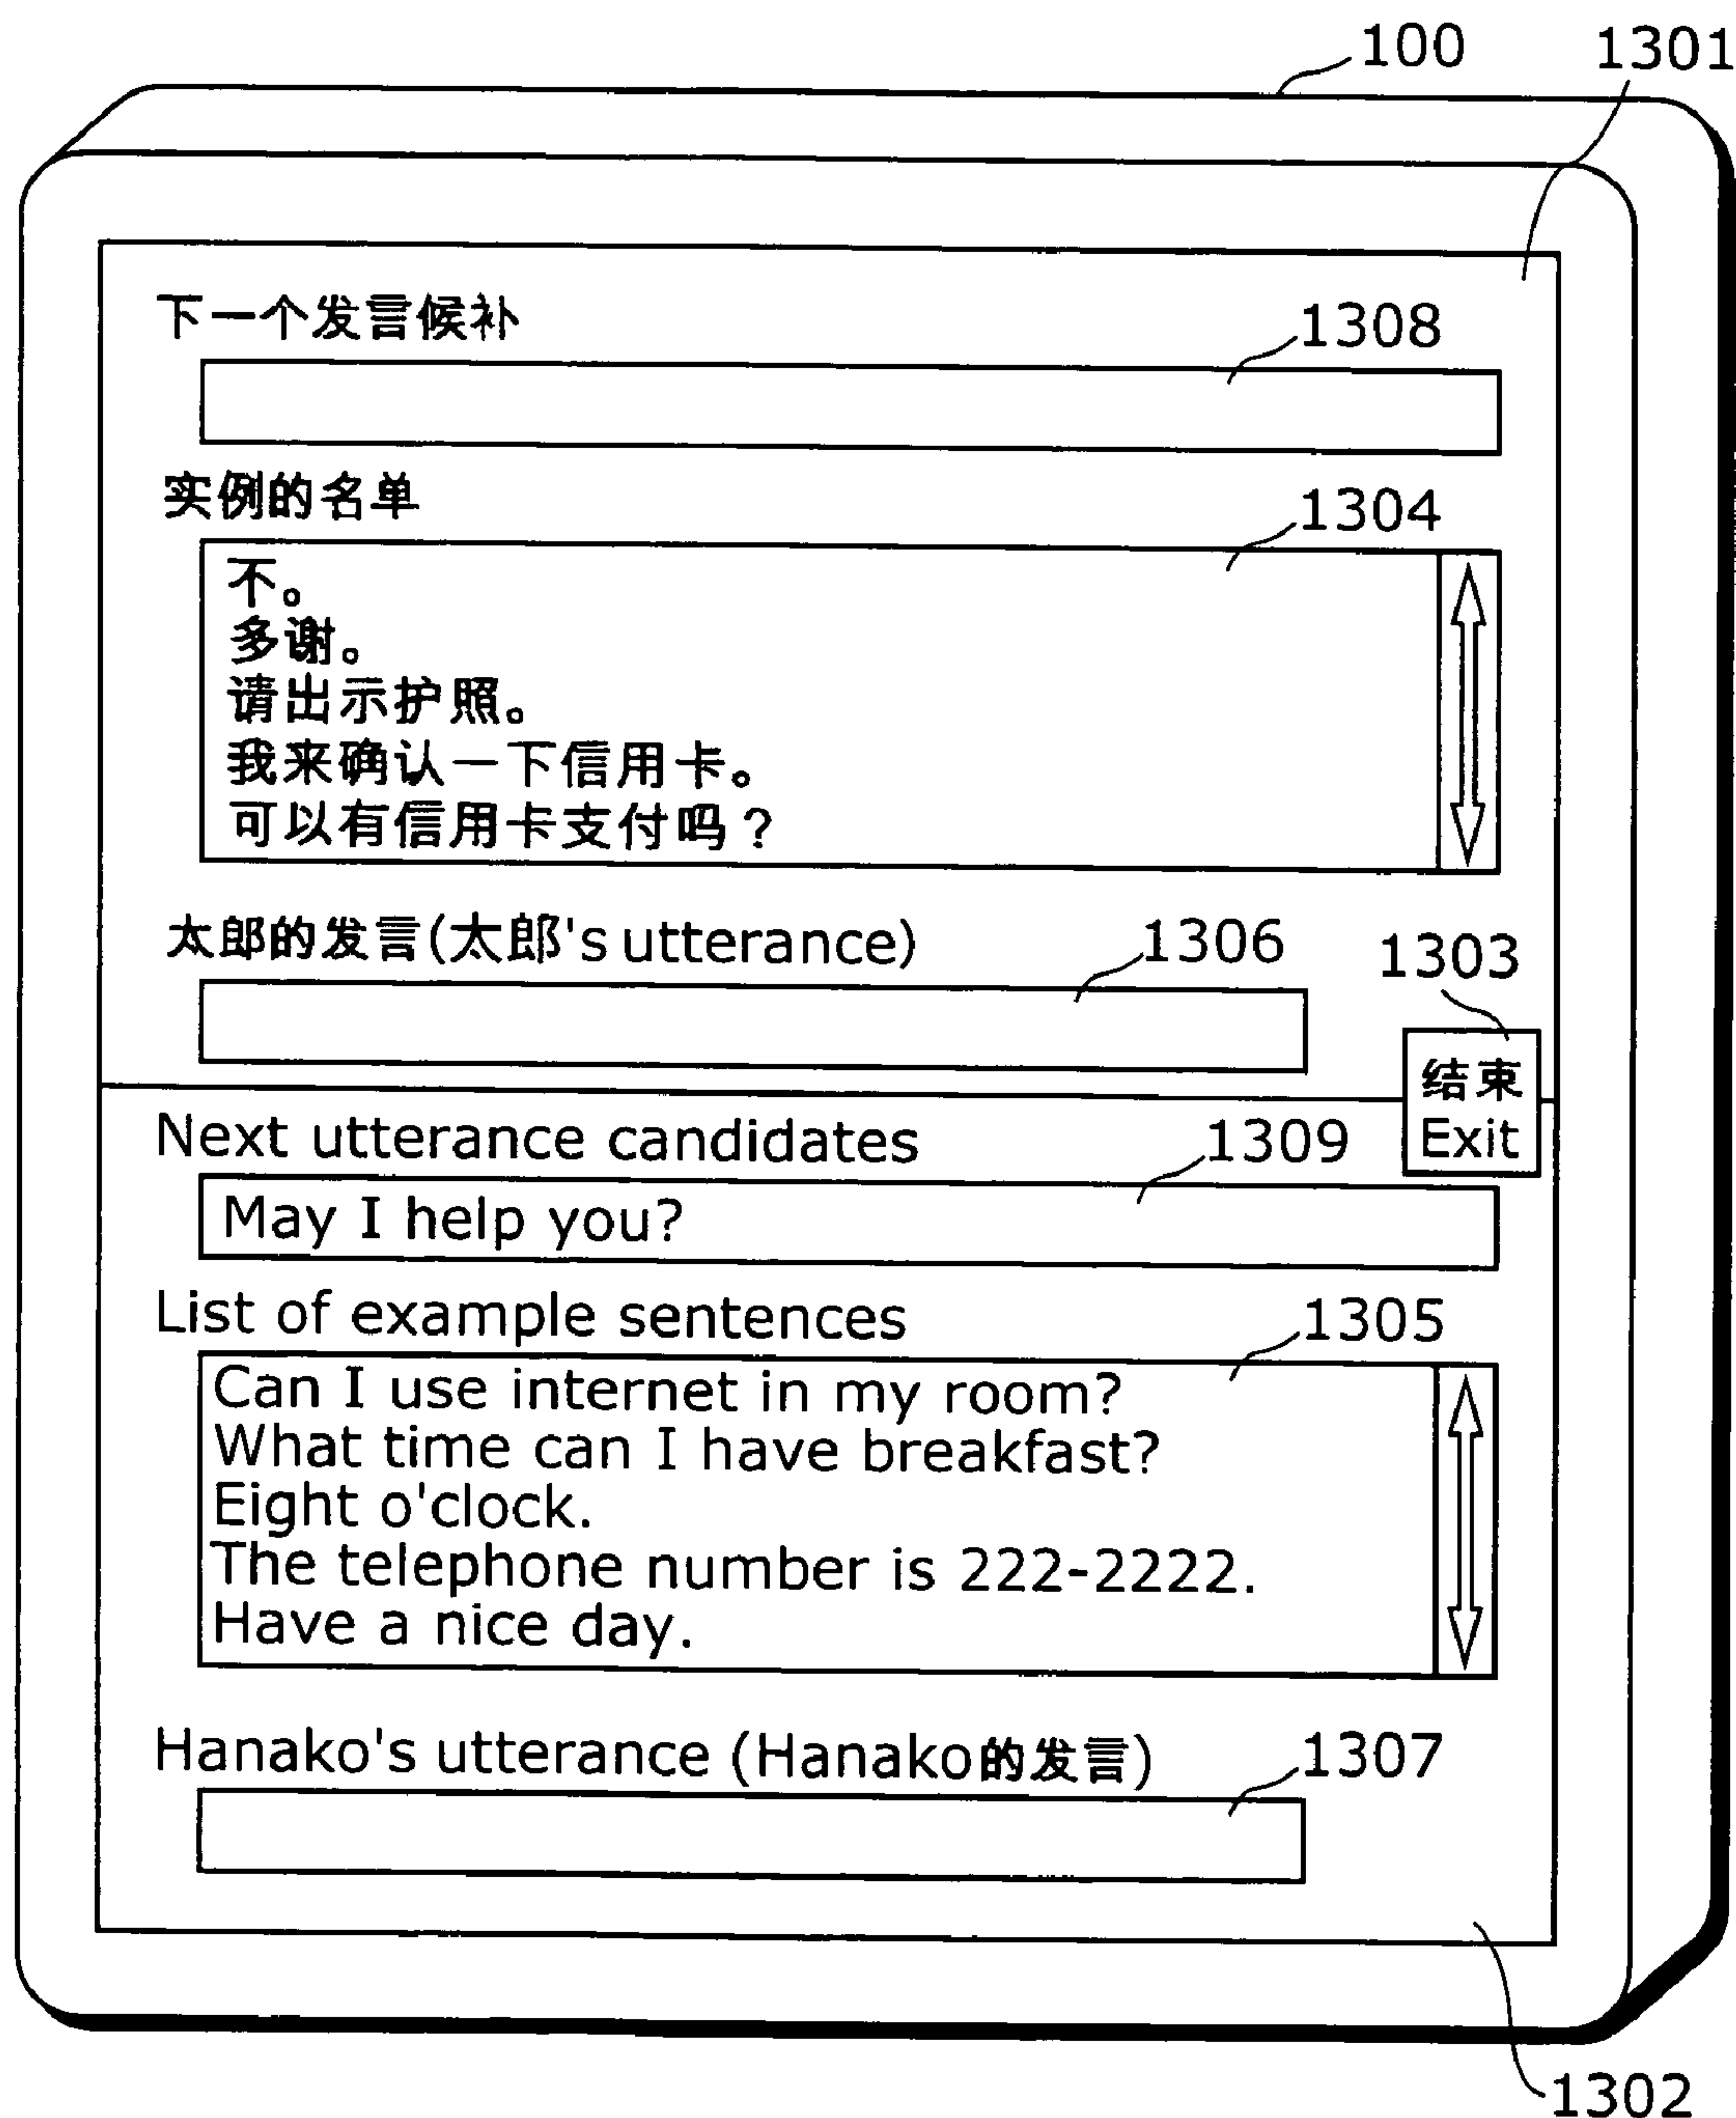 100
1301
下一个发言候补
1308
实例的名单
1304
不。
多谢。
请出示护照。
我来确认一下信用卡。
可以有信用卡支付吗？
太郎的发言(太郎's utterance)
1306
1303
结束
Exit
Next utterance candidates
1309
May I help you?
List of example sentences
1305
Can I use internet in my room?
What time can I have breakfast?
Eight o'clock.
The telephone number is 222-2222.
Have a nice day.
Hanako's utterance (Hanako的发言)
1307
1302